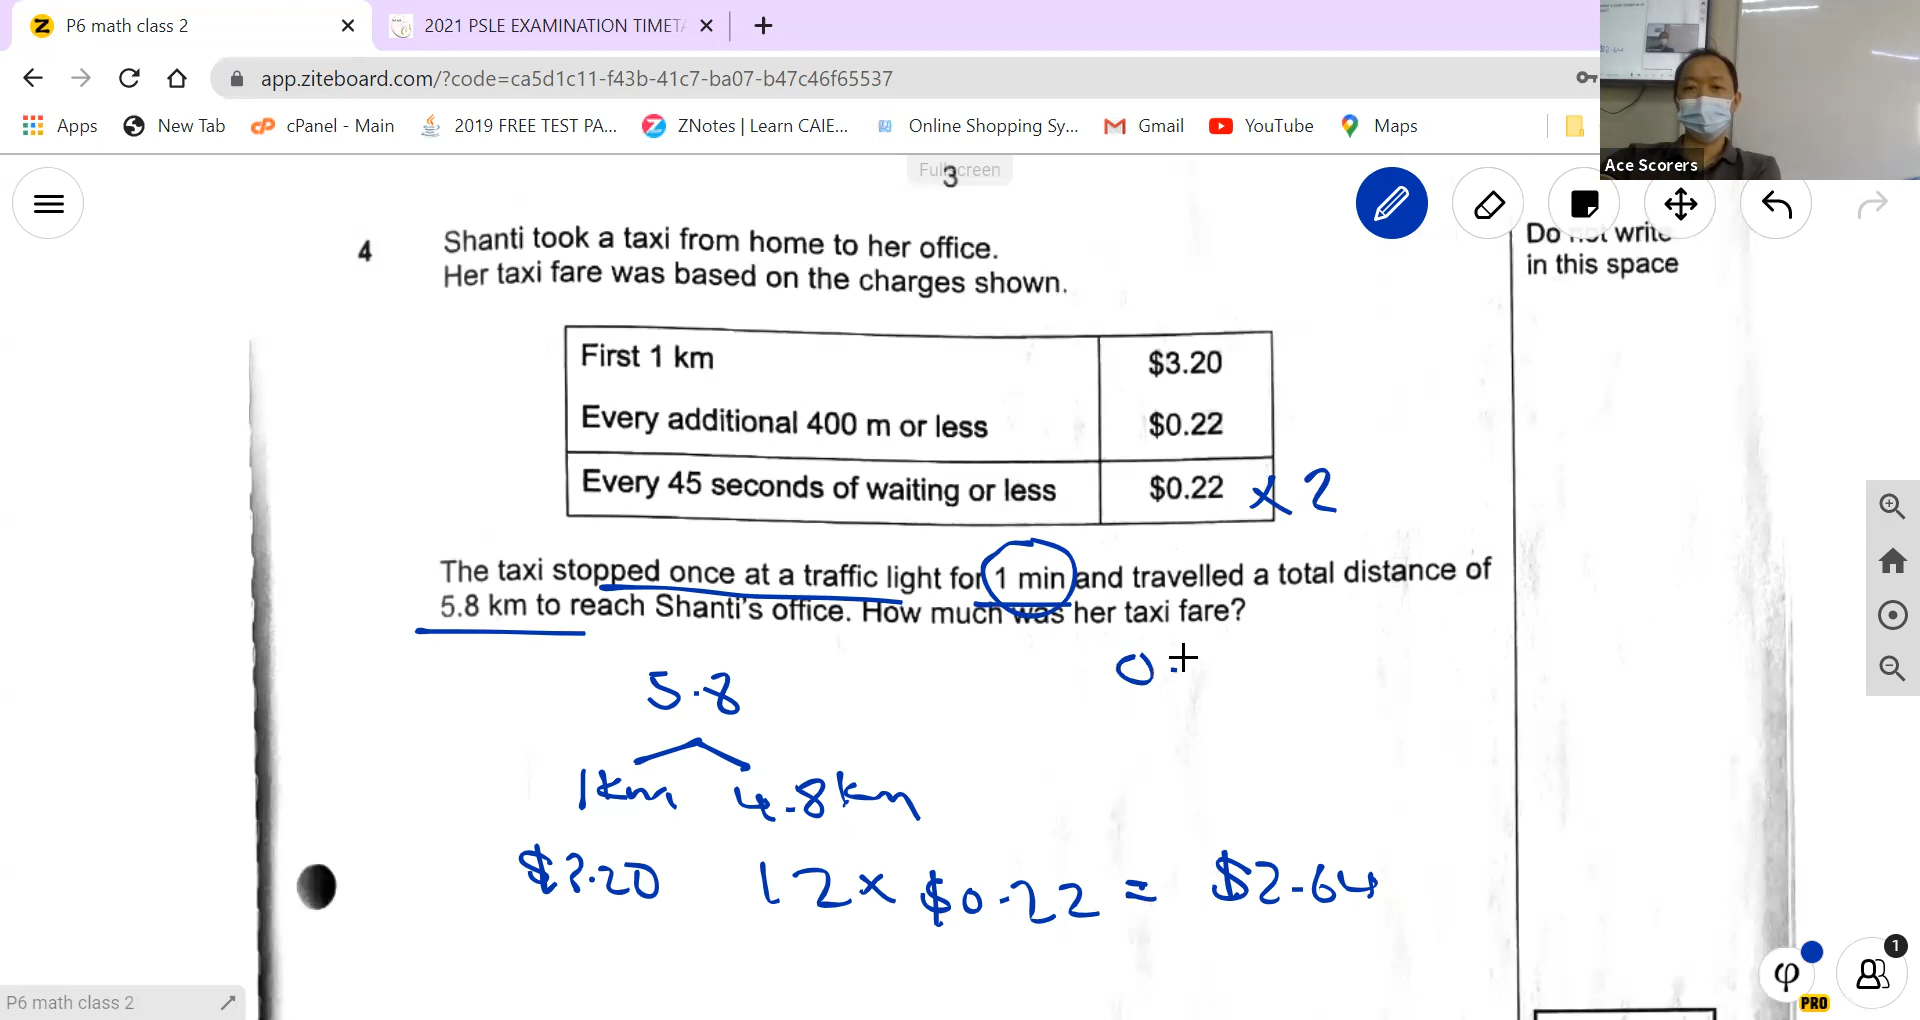 P6 math class 2
2021 PSLE EXAMINATION TIMETA
app.ziteboard.com/?code=ca5d1c11-f43b-41c7-ba07-b47c46f65537
Apps New Tab cPanel - Main 2019 FREE TEST PA... ZNotes | Learn CAIE... Online Shopping Sy... Gmail YouTube Maps
Ace Scorers
Fullscreen
3
4 Shanti took a taxi from home to her office.
Her taxi fare was based on the charges shown.
Do not write
in this space
First 1 km $3.20
Every additional 400 m or less $0.22
Every 45 seconds of waiting or less $0.22 × 2
The taxi stopped once at a traffic light for 1 min and travelled a total distance of
5.8 km to reach Shanti's office. How much was her taxi fare?
0.
5.8
1km 4.8km
$3.20 12 × $0.22 = $2.64
P6 math class 2
φ PRO
1